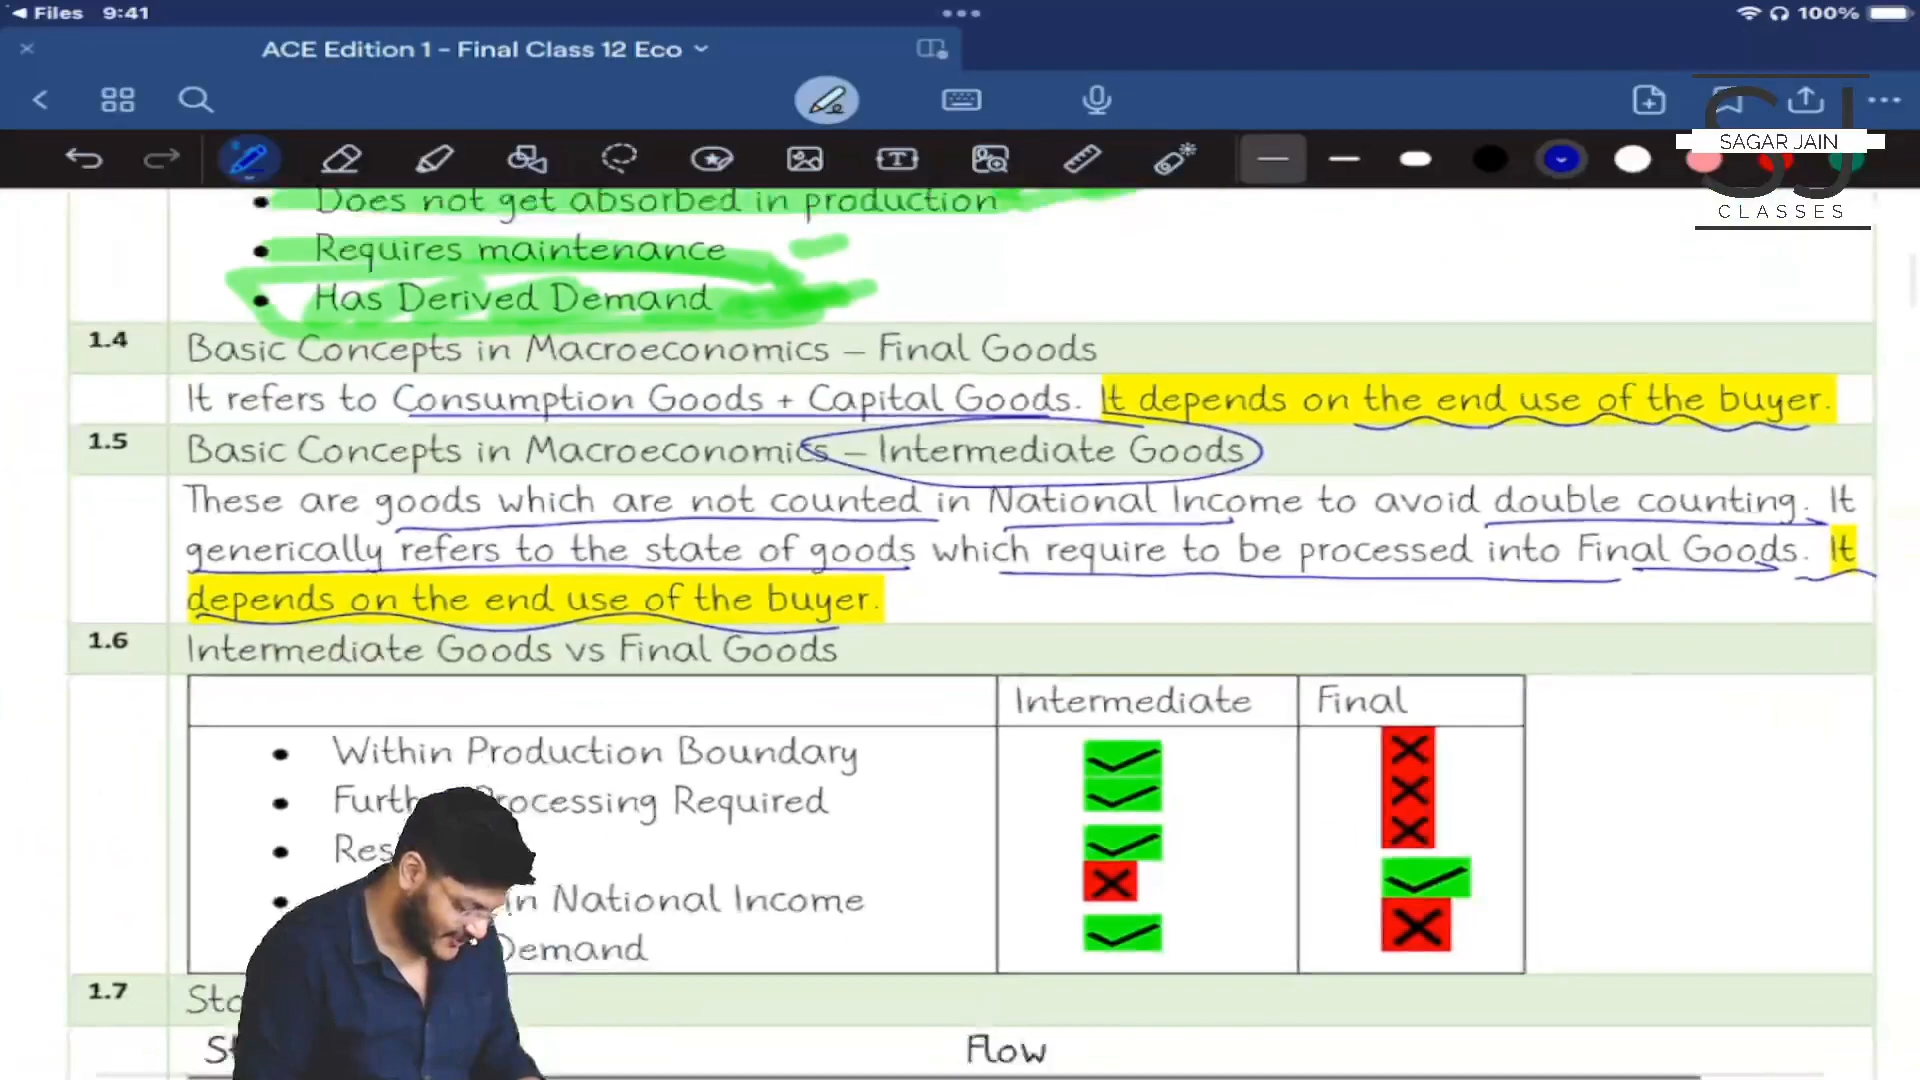 Files 9:41
100%
ACE Edition 1 - Final Class 12 Eco
SJ
SAGAR JAIN
CLASSES
Does not get absorbed in production
Requires maintenance
Has Derived Demand
1.4 Basic Concepts in Macroeconomics – Final Goods
It refers to Consumption Goods + Capital Goods. It depends on the end use of the buyer.
1.5 Basic Concepts in Macroeconomics – Intermediate Goods
These are goods which are not counted in National Income to avoid double counting. It
generically refers to the state of goods which require to be processed into Final Goods. It
depends on the end use of the buyer.
1.6 Intermediate Goods vs Final Goods
Intermediate Final
Within Production Boundary
Processing Required
in National Income
Demand
1.7
Flow